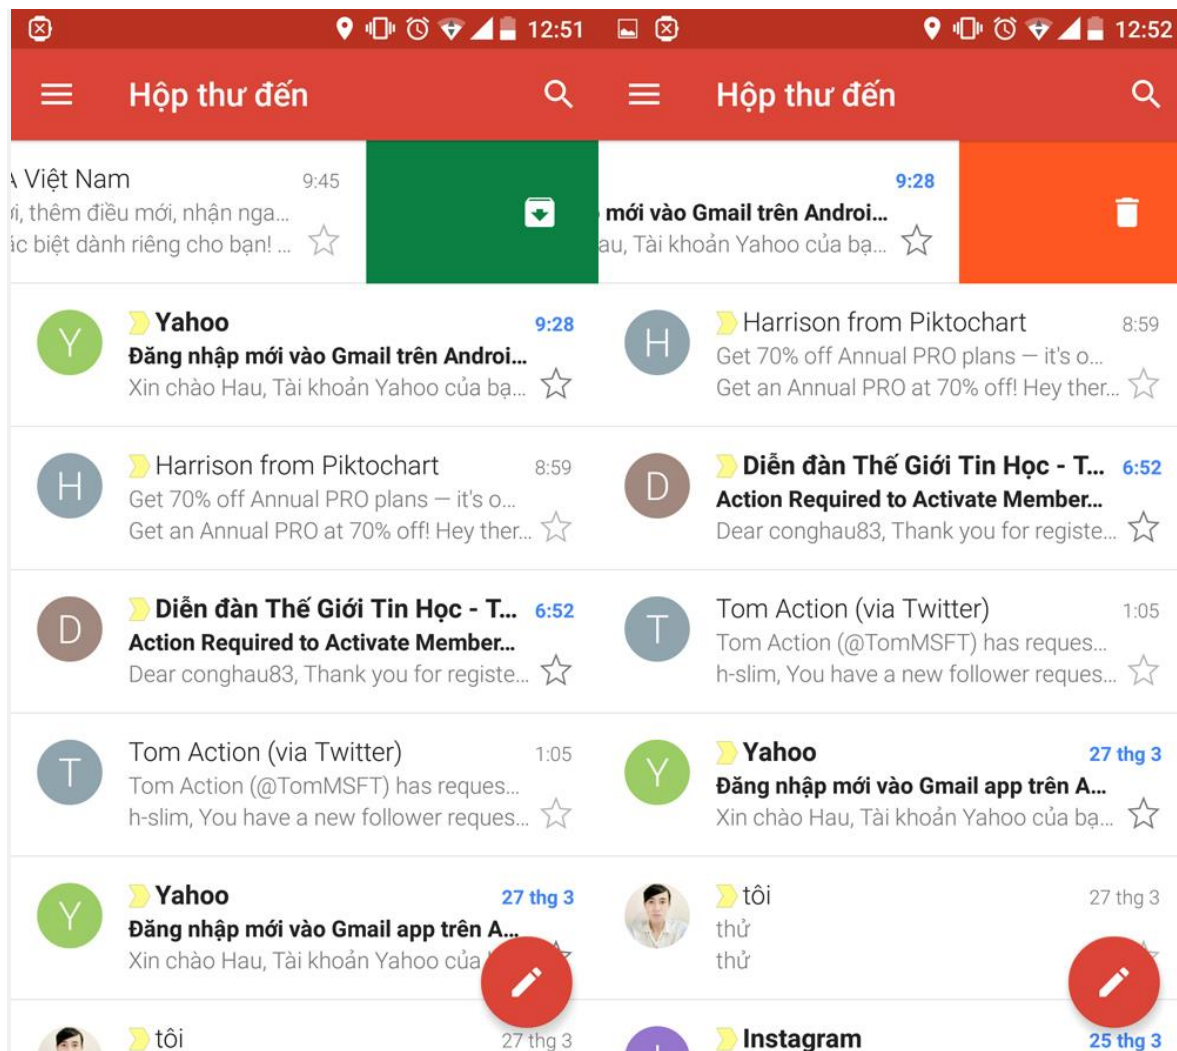 12:51
Hộp thư đến
Việt Nam
9:45
thêm điều mới, nhận nga...
biệt dành riêng cho bạn! ...
Y
Yahoo
9:28
Đăng nhập mới vào Gmail trên Androi...
Xin chào Hau, Tài khoản Yahoo của bạ...
H
Harrison from Piktochart
8:59
Get 70% off Annual PRO plans — it's o...
Get an Annual PRO at 70% off! Hey ther...
D
Diễn đàn Thế Giới Tin Học - T...
6:52
Action Required to Activate Member...
Dear conghau83, Thank you for registe...
T
Tom Action (via Twitter)
1:05
Tom Action (@TomMSFT) has reques...
h-slim, You have a new follower reques...
Y
Yahoo
27 thg 3
Đăng nhập mới vào Gmail app trên A...
Xin chào Hau, Tài khoản Yahoo của
tôi
27 thg 3
12:52
Hộp thư đến
9:28
mới vào Gmail trên Androi...
Tài khoản Yahoo của bạ...
H
Harrison from Piktochart
8:59
Get 70% off Annual PRO plans — it's o...
Get an Annual PRO at 70% off! Hey ther...
D
Diễn đàn Thế Giới Tin Học - T...
6:52
Action Required to Activate Member...
Dear conghau83, Thank you for registe...
T
Tom Action (via Twitter)
1:05
Tom Action (@TomMSFT) has reques...
h-slim, You have a new follower reques...
Y
Yahoo
27 thg 3
Đăng nhập mới vào Gmail app trên A...
Xin chào Hau, Tài khoản Yahoo của bạ...
tôi
27 thg 3
thử
thử
Instagram
25 thg 3